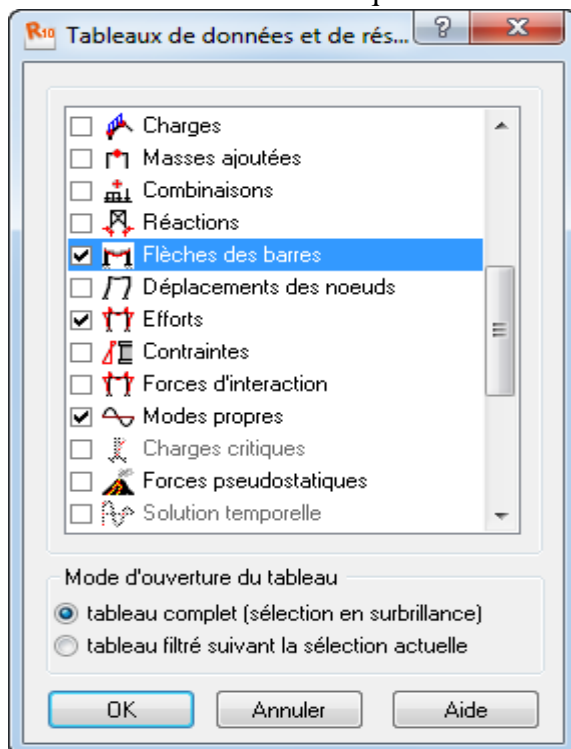 R10 Tableaux de données et de rés...
Charges
Masses ajoutées
Combinaisons
Réactions
Flèches des barres
Déplacements des noeuds
Efforts
Contraintes
Forces d'interaction
Modes propres
Charges critiques
Forces pseudostatiques
Solution temporelle
Mode d'ouverture du tableau
tableau complet (sélection en surbrillance)
tableau filtré suivant la sélection actuelle
OK Annuler Aide